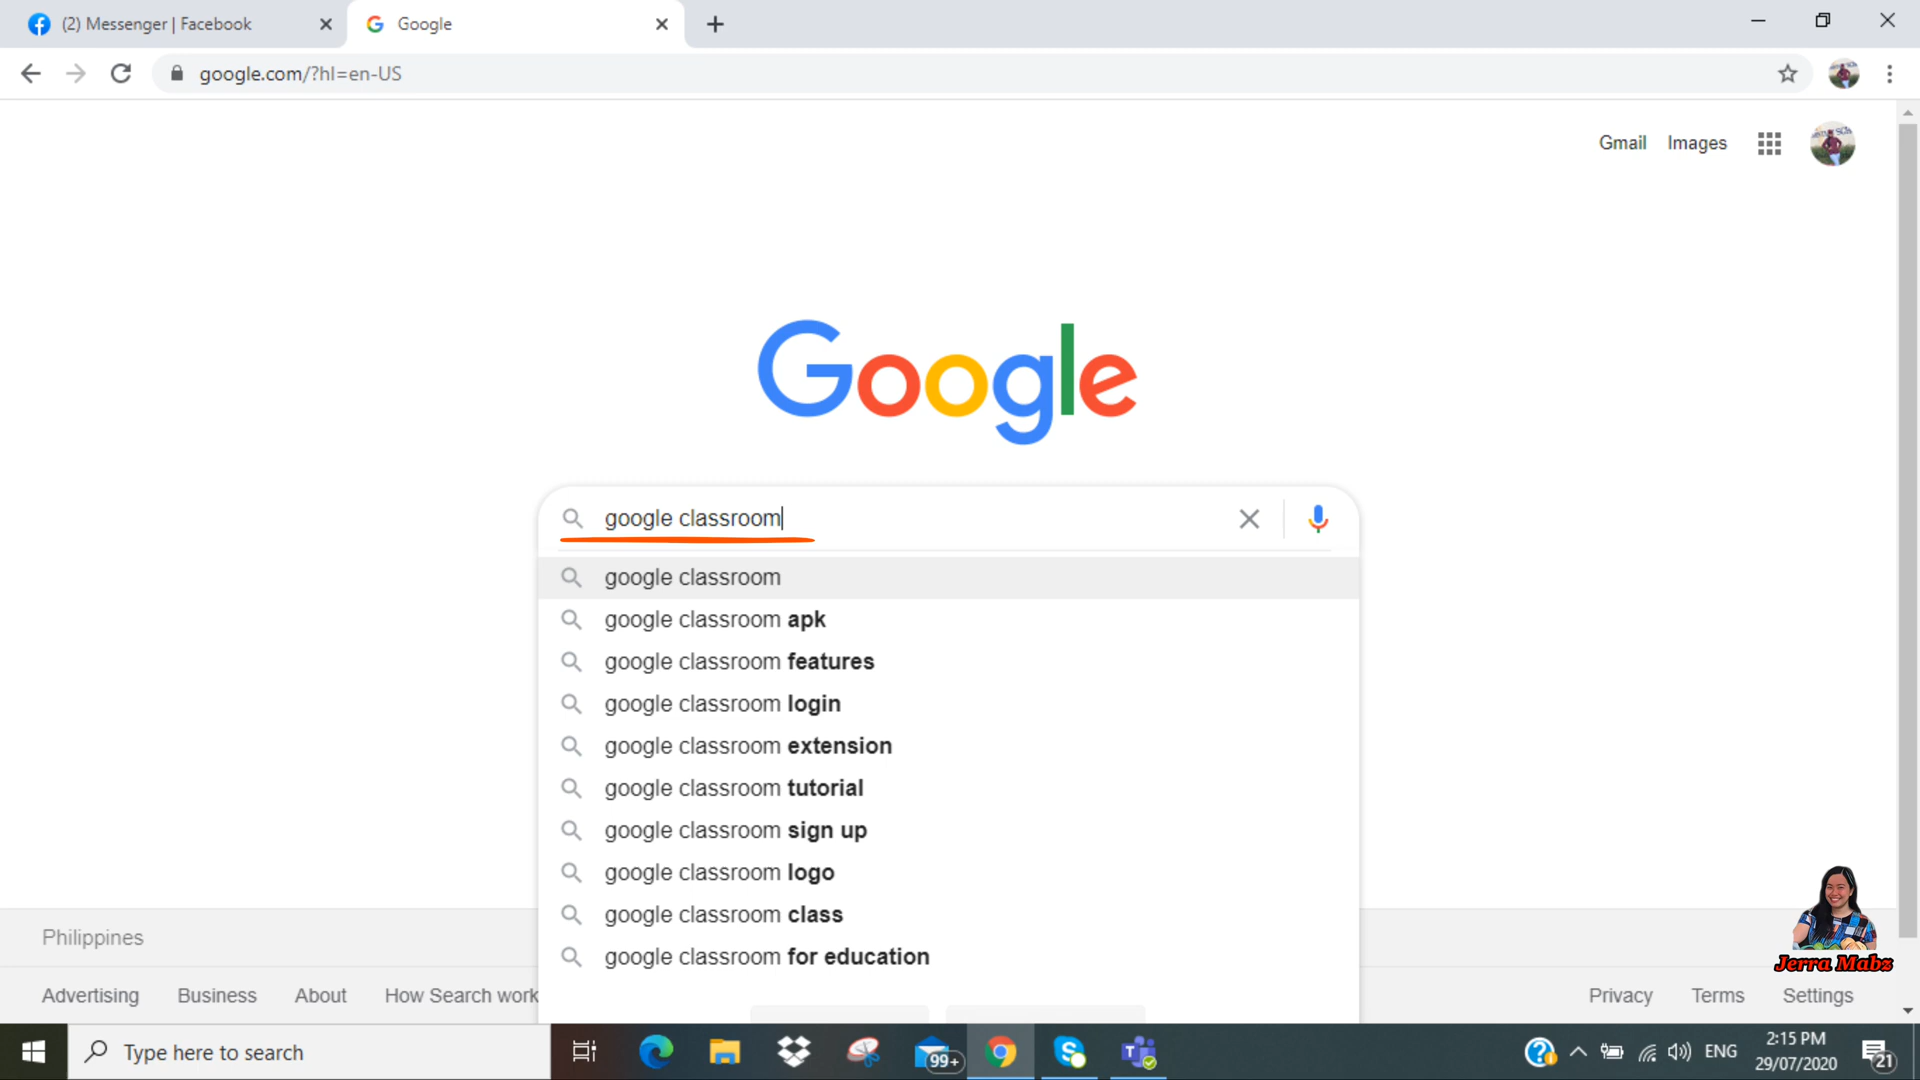 (2) Messenger | Facebook
Google
google.com/?hl=en-US
Gmail Images
Google
google classroom
google classroom
google classroom apk
google classroom features
google classroom login
google classroom extension
google classroom tutorial
google classroom sign up
google classroom logo
google classroom class
google classroom for education
Philippines
Jerra Mabz
Advertising Business About How Search work
Privacy Terms Settings
Type here to search
99+
ENG
2:15 PM
29/07/2020
21